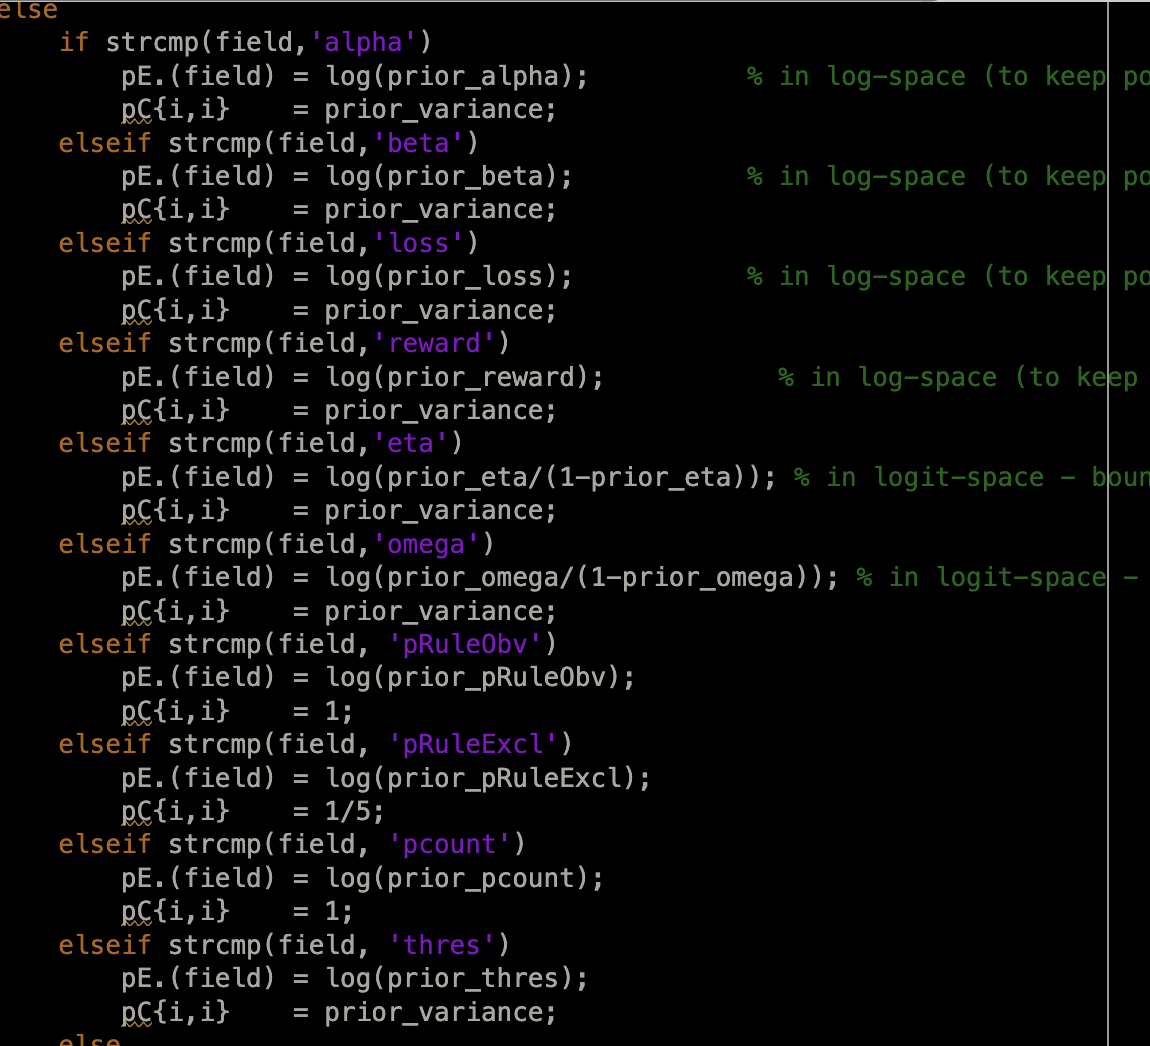 else
    if strcmp(field,'alpha')
        pE.(field) = log(prior_alpha);          % in log-space (to keep po
        pC{i,i}    = prior_variance;
    elseif strcmp(field,'beta')
        pE.(field) = log(prior_beta);           % in log-space (to keep po
        pC{i,i}    = prior_variance;
    elseif strcmp(field,'loss')
        pE.(field) = log(prior_loss);           % in log-space (to keep po
        pC{i,i}    = prior_variance;
    elseif strcmp(field,'reward')
        pE.(field) = log(prior_reward);           % in log-space (to keep
        pC{i,i}    = prior_variance;
    elseif strcmp(field,'eta')
        pE.(field) = log(prior_eta/(1-prior_eta)); % in logit-space - boun
        pC{i,i}    = prior_variance;
    elseif strcmp(field,'omega')
        pE.(field) = log(prior_omega/(1-prior_omega)); % in logit-space -
        pC{i,i}    = prior_variance;
    elseif strcmp(field, 'pRuleObv')
        pE.(field) = log(prior_pRuleObv);
        pC{i,i}    = 1;
    elseif strcmp(field, 'pRuleExcl')
        pE.(field) = log(prior_pRuleExcl);
        pC{i,i}    = 1/5;
    elseif strcmp(field, 'pcount')
        pE.(field) = log(prior_pcount);
        pC{i,i}    = 1;
    elseif strcmp(field, 'thres')
        pE.(field) = log(prior_thres);
        pC{i,i}    = prior_variance;
    else